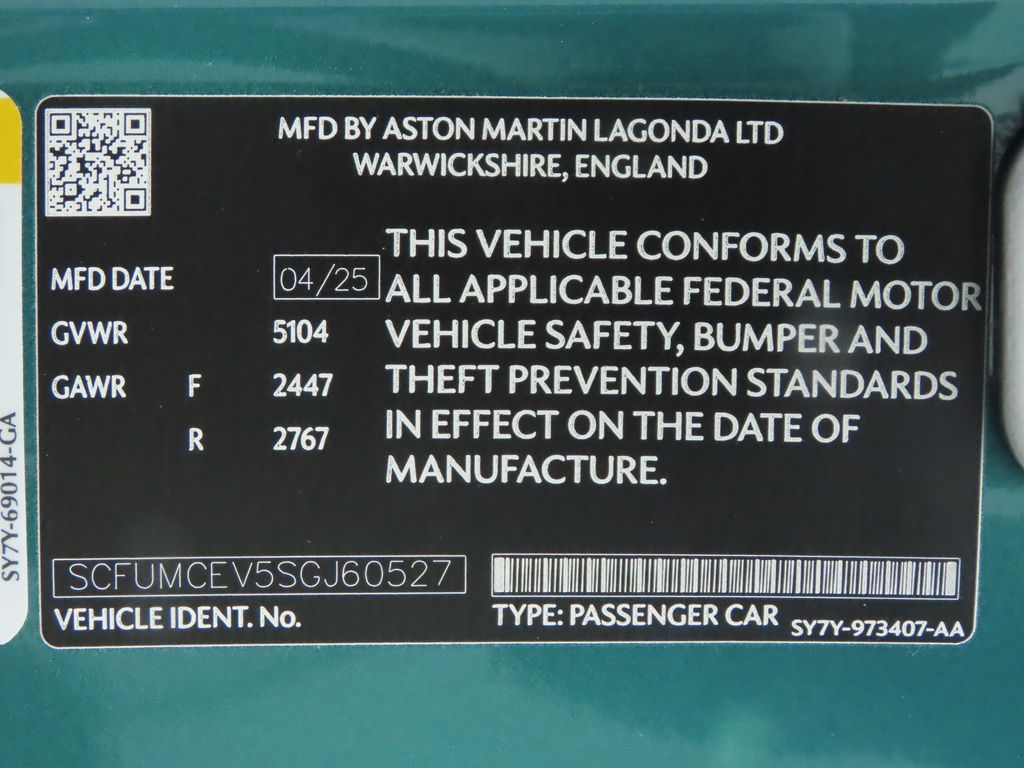 MFD BY ASTON MARTIN LAGONDA LTD
WARWICKSHIRE, ENGLAND
MFD DATE 04/25
GVWR 5104
GAWR F 2447
R 2767
THIS VEHICLE CONFORMS TO
ALL APPLICABLE FEDERAL MOTOR
VEHICLE SAFETY, BUMPER AND
THEFT PREVENTION STANDARDS
IN EFFECT ON THE DATE OF
MANUFACTURE.
SCFUMCEV5SGJ60527
VEHICLE IDENT. No.
TYPE: PASSENGER CAR
SY7Y-973407-AA
SY7Y-69014-GA